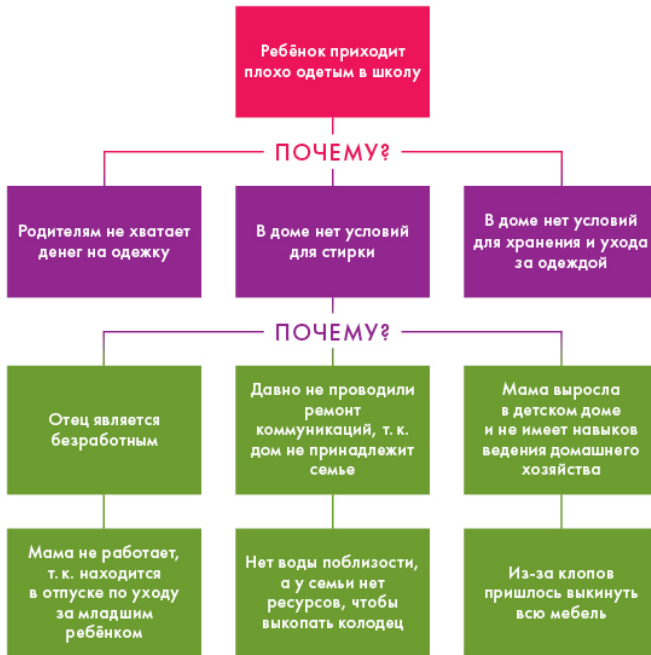 Ребёнок приходит
плохо одетым в школу
ПОЧЕМУ?
Родителям не хватает
денег на одежку
В доме нет условий
для стирки
В доме нет условий
для хранения и ухода
за одеждой
ПОЧЕМУ?
Отец является
безработным
Давно не проводили
ремонт
коммуникаций, т. к.
дом не принадлежит
семье
Мама выросла
в детском доме
и не имеет навыков
ведения домашнего
хозяйства
Мама не работает,
т. к. находится
в отпуске по уходу
за младшим
ребёнком
Нет воды поблизости,
а у семьи нет
ресурсов, чтобы
выкопать колодец
Из-за клопов
пришлось выкинуть
всю мебель